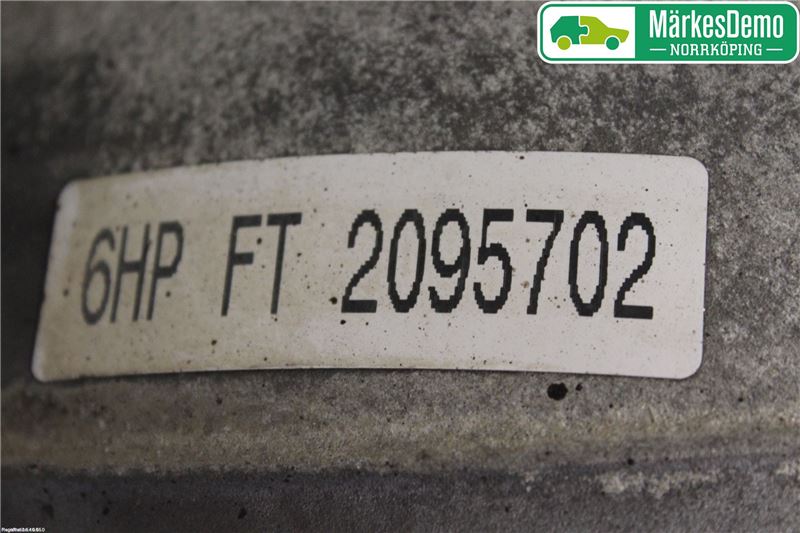 MärkesDemo
NORRKÖPING
6HP FT 2095702